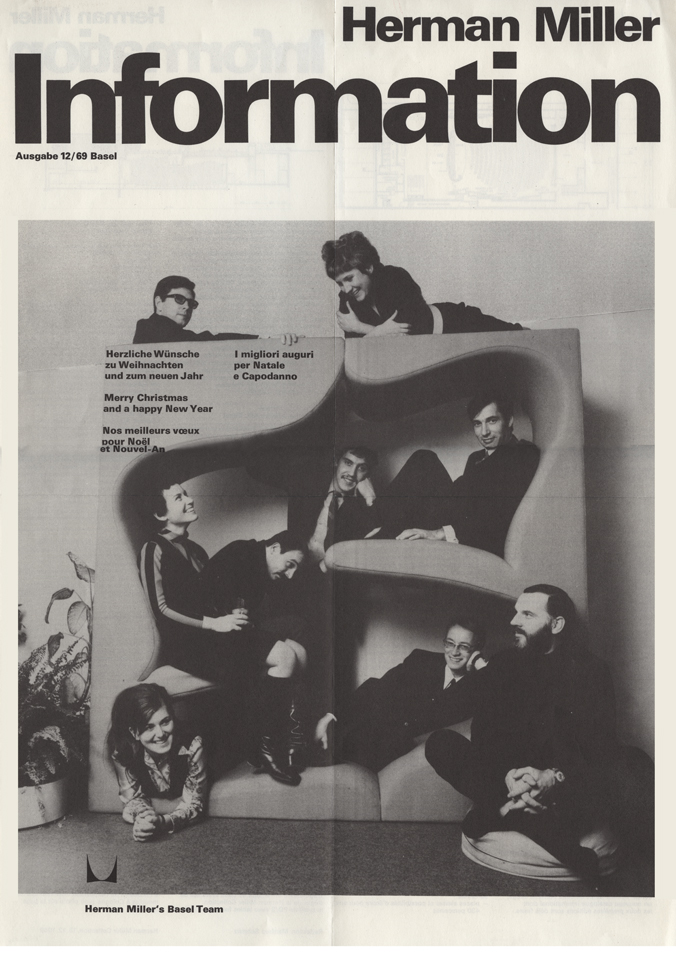 Herman Miller
Information
Ausgabe 12/69 Basel
Herzliche Wünsche
zu Weihnachten
und zum neuen Jahr
I migliori auguri
per Natale
e Capodanno
Merry Christmas
and a happy New Year
Nos meilleurs vœux
pour Noël
et Nouvel-An
Herman Miller's Basel Team